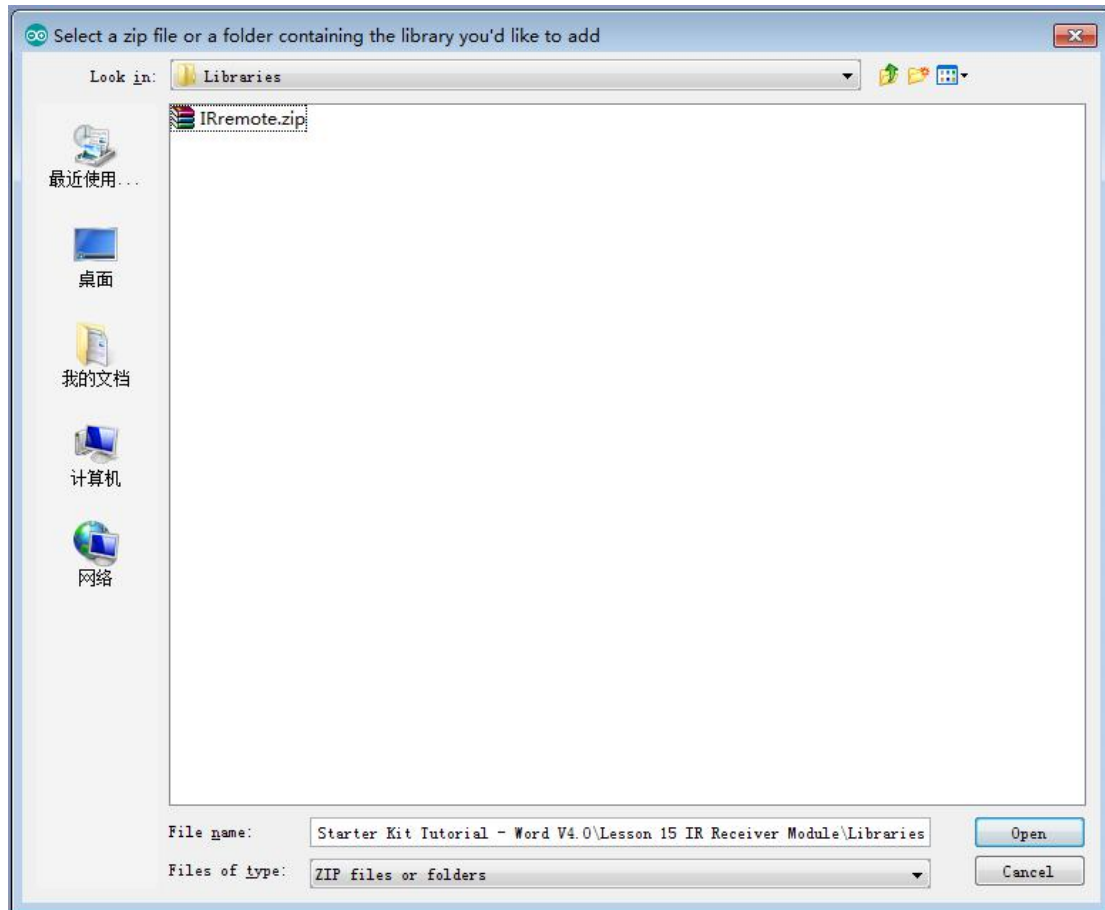 Select a zip file or a folder containing the library you'd like to add
Look in: Libraries
IRremote.zip
最近使用...
桌面
我的文档
计算机
网络
File name: Starter Kit Tutorial - Word V4.0\Lesson 15 IR Receiver Module\Libraries Open
Files of type: ZIP files or folders Cancel